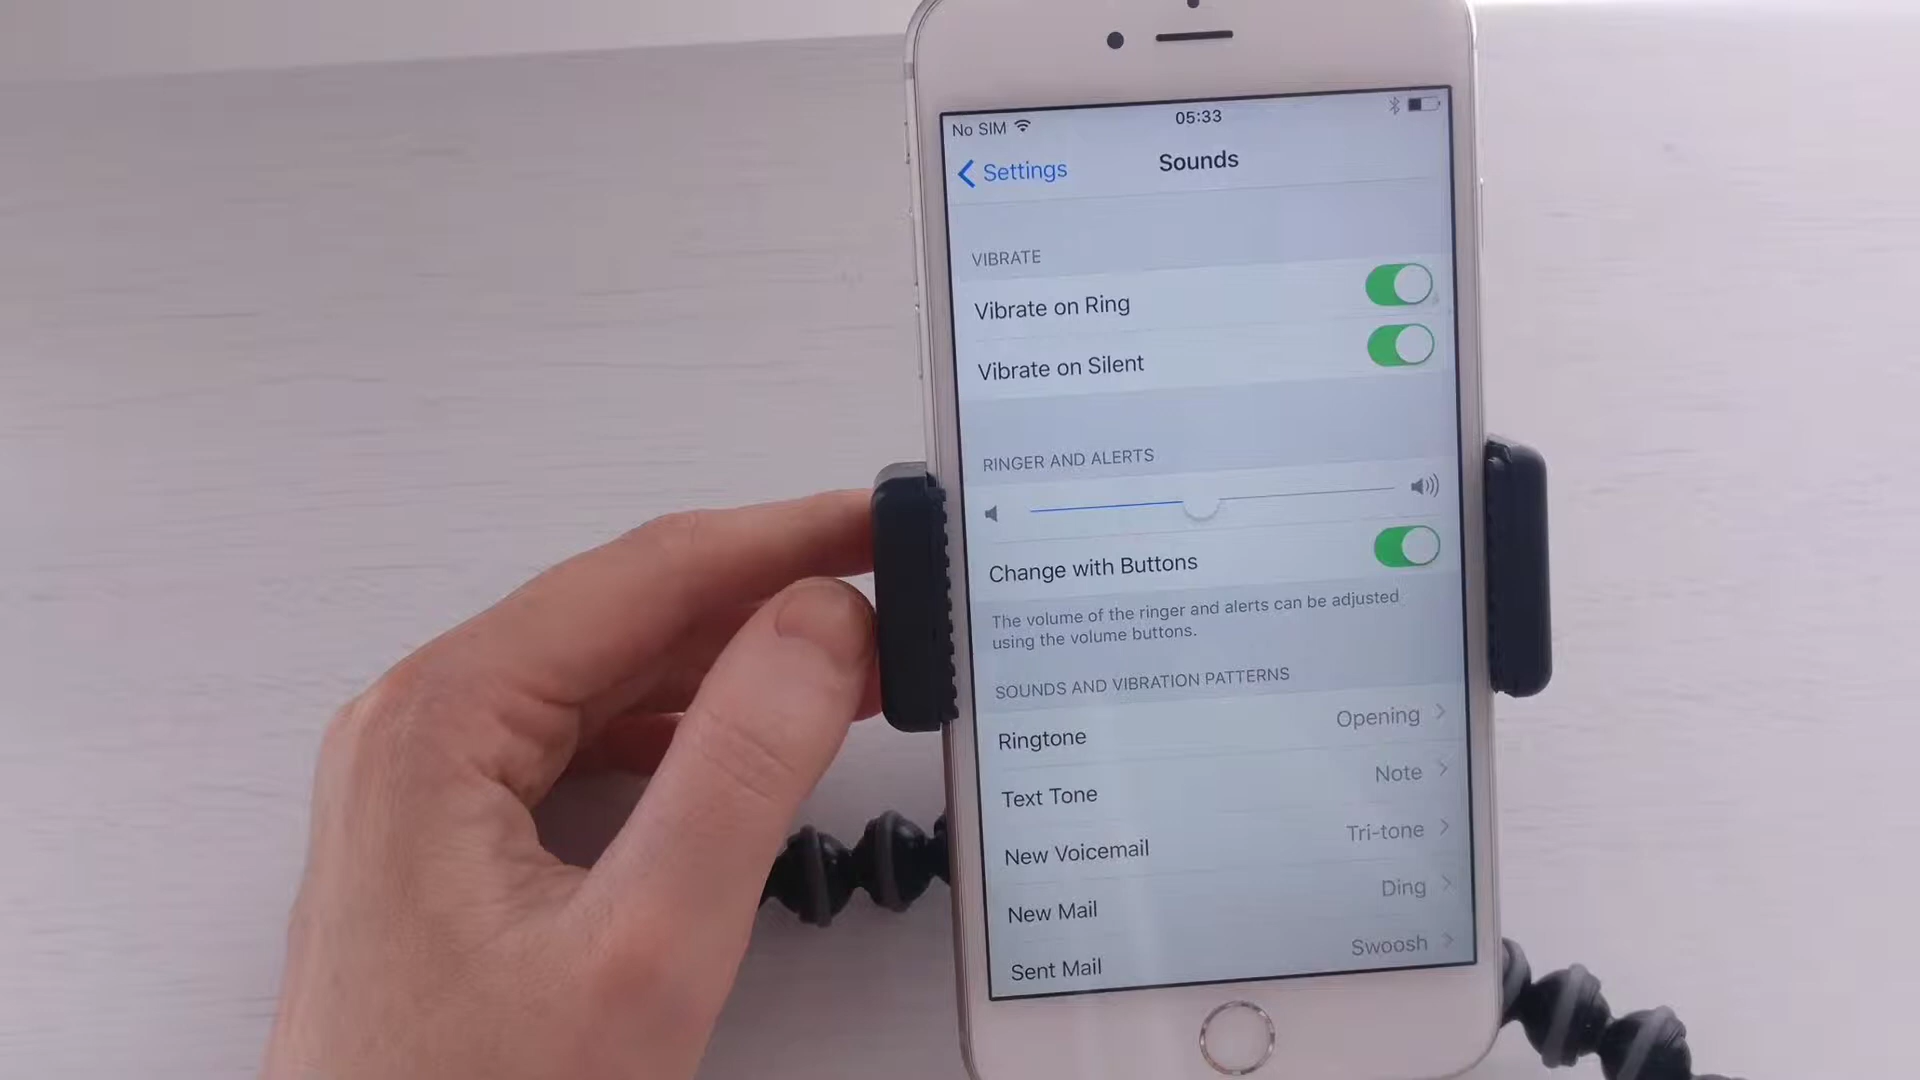 No SIM 05:33
Settings Sounds
VIBRATE
Vibrate on Ring
Vibrate on Silent
RINGER AND ALERTS
Change with Buttons
The volume of the ringer and alerts can be adjusted
using the volume buttons.
SOUNDS AND VIBRATION PATTERNS
Ringtone Opening
Text Tone Note
New Voicemail Tri-tone
New Mail Ding
Sent Mail Swoosh